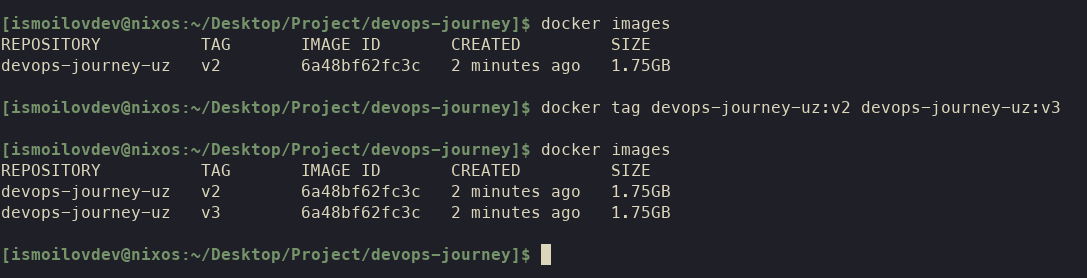 [ismoilovdev@nixos:~/Desktop/Project/devops-journey]$ docker images
REPOSITORY          TAG       IMAGE ID       CREATED         SIZE
devops-journey-uz   v2        6a48bf62fc3c   2 minutes ago   1.75GB
[ismoilovdev@nixos:~/Desktop/Project/devops-journey]$ docker tag devops-journey-uz:v2 devops-journey-uz:v3
[ismoilovdev@nixos:~/Desktop/Project/devops-journey]$ docker images
REPOSITORY          TAG       IMAGE ID       CREATED         SIZE
devops-journey-uz   v2        6a48bf62fc3c   2 minutes ago   1.75GB
devops-journey-uz   v3        6a48bf62fc3c   2 minutes ago   1.75GB
[ismoilovdev@nixos:~/Desktop/Project/devops-journey]$